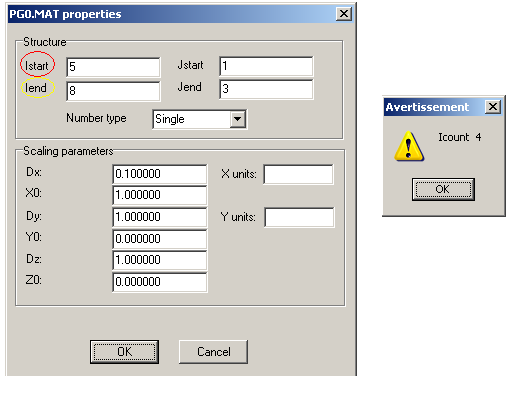 PG0.MAT properties
Structure
Istart 5 Jstart 1
Iend 8 Jend 3
Number type Single
Scaling parameters
Dx: 0.100000 X units:
X0: 1.000000
Dy: 1.000000 Y units:
Y0: 0.000000
Dz: 1.000000
Z0: 0.000000
OK Cancel
Avertissement
Icount 4
OK